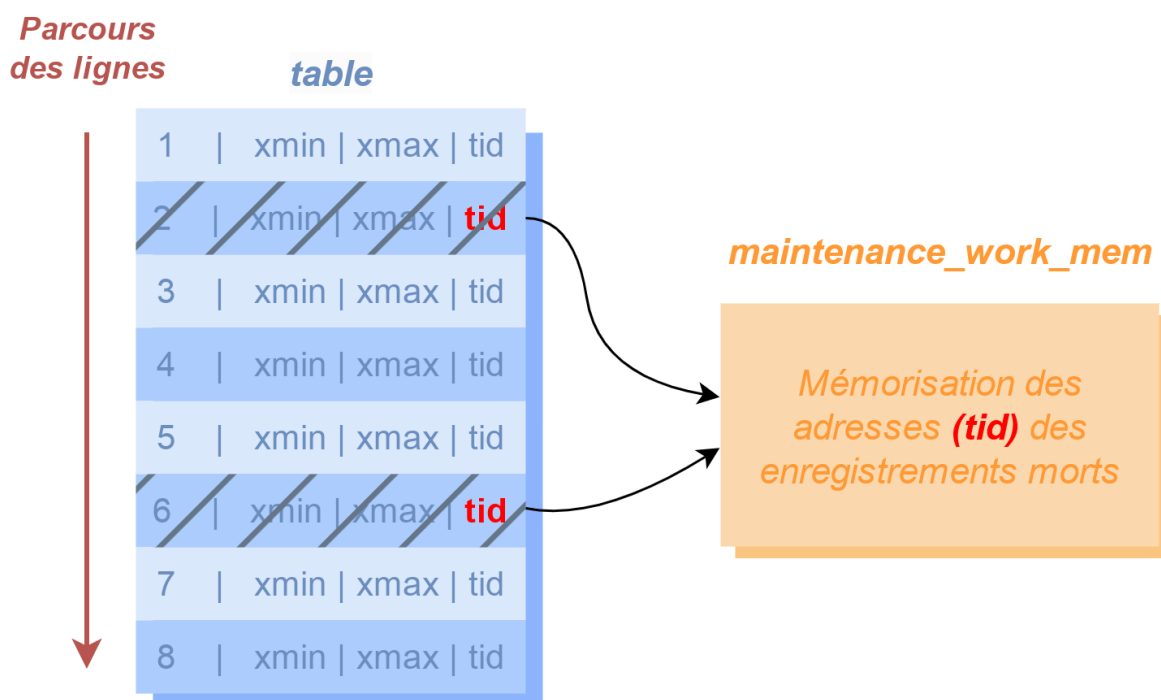 Parcours
des lignes
table
1 | xmin | xmax | tid
2 | xmin | xmax | tid
3 | xmin | xmax | tid
4 | xmin | xmax | tid
5 | xmin | xmax | tid
6 | xmin | xmax | tid
7 | xmin | xmax | tid
8 | xmin | xmax | tid
maintenance_work_mem
Mémorisation des
adresses (tid) des
enregistrements morts